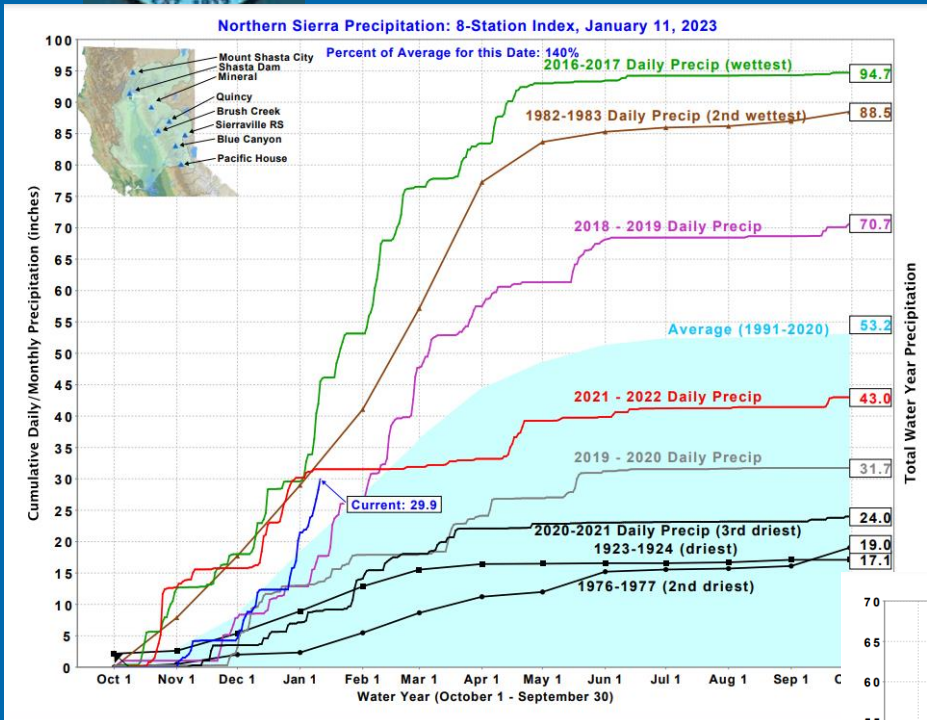 Northern Sierra Precipitation: 8-Station Index, January 11, 2023
Percent of Average for this Date: 140%
Mount Shasta City
Shasta Dam
Mineral
Quincy
Brush Creek
Sierraville RS
Blue Canyon
Pacific House
Cumulative Daily/Monthly Precipitation (inches)
100
95
90
85
80
75
70
65
60
55
50
45
40
35
30
25
20
15
10
5
0
2016-2017 Daily Precip (wettest)
94.7
1982-1983 Daily Precip (2nd wettest)
88.5
2018 - 2019 Daily Precip
70.7
Average (1991-2020)
53.2
2021 - 2022 Daily Precip
43.0
2019 - 2020 Daily Precip
31.7
Current: 29.9
2020-2021 Daily Precip (3rd driest)
24.0
1923-1924 (driest)
19.0
17.1
1976-1977 (2nd driest)
Total Water Year Precipitation
Oct 1 Nov 1 Dec 1 Jan 1 Feb 1 Mar 1 Apr 1 May 1 Jun 1 Jul 1 Aug 1 Sep 1
Water Year (October 1 - September 30)
70
65
60